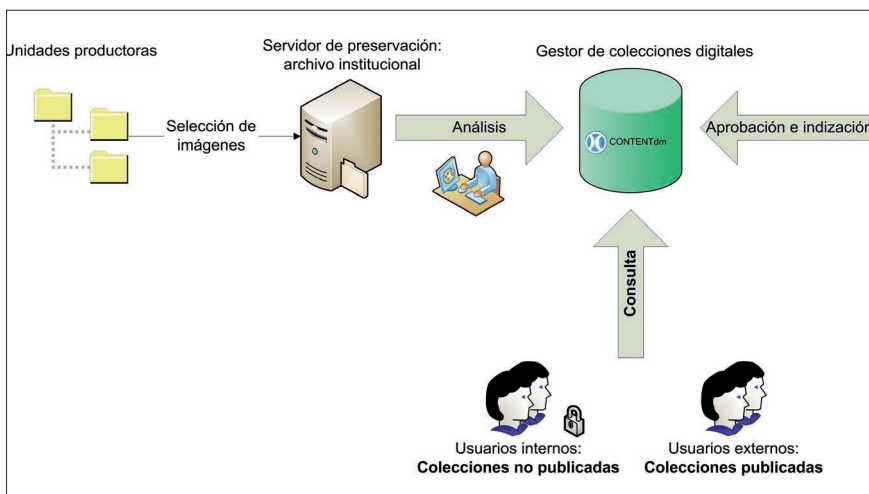 Unidades productoras
Servidor de preservación:
archivo institucional
Gestor de colecciones digitales
Selección de
imágenes
Análisis
CONTENTdm
Aprobación e indización
Consulta
Usuarios internos:
Colecciones no publicadas
Usuarios externos:
Colecciones publicadas